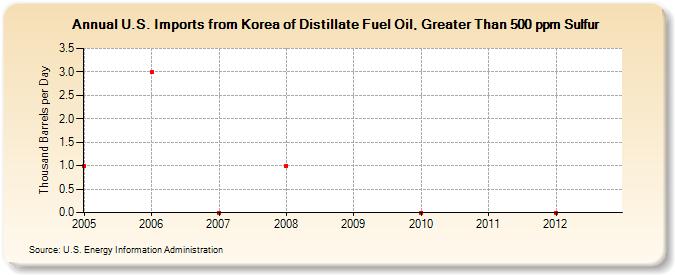 Annual U.S. Imports from Korea of Distillate Fuel Oil, Greater Than 500 ppm Sulfur
Thousand Barrels per Day
3.5
3.0
2.5
2.0
1.5
1.0
0.5
0.0
2005 2006 2007 2008 2009 2010 2011 2012
Source: U.S. Energy Information Administration